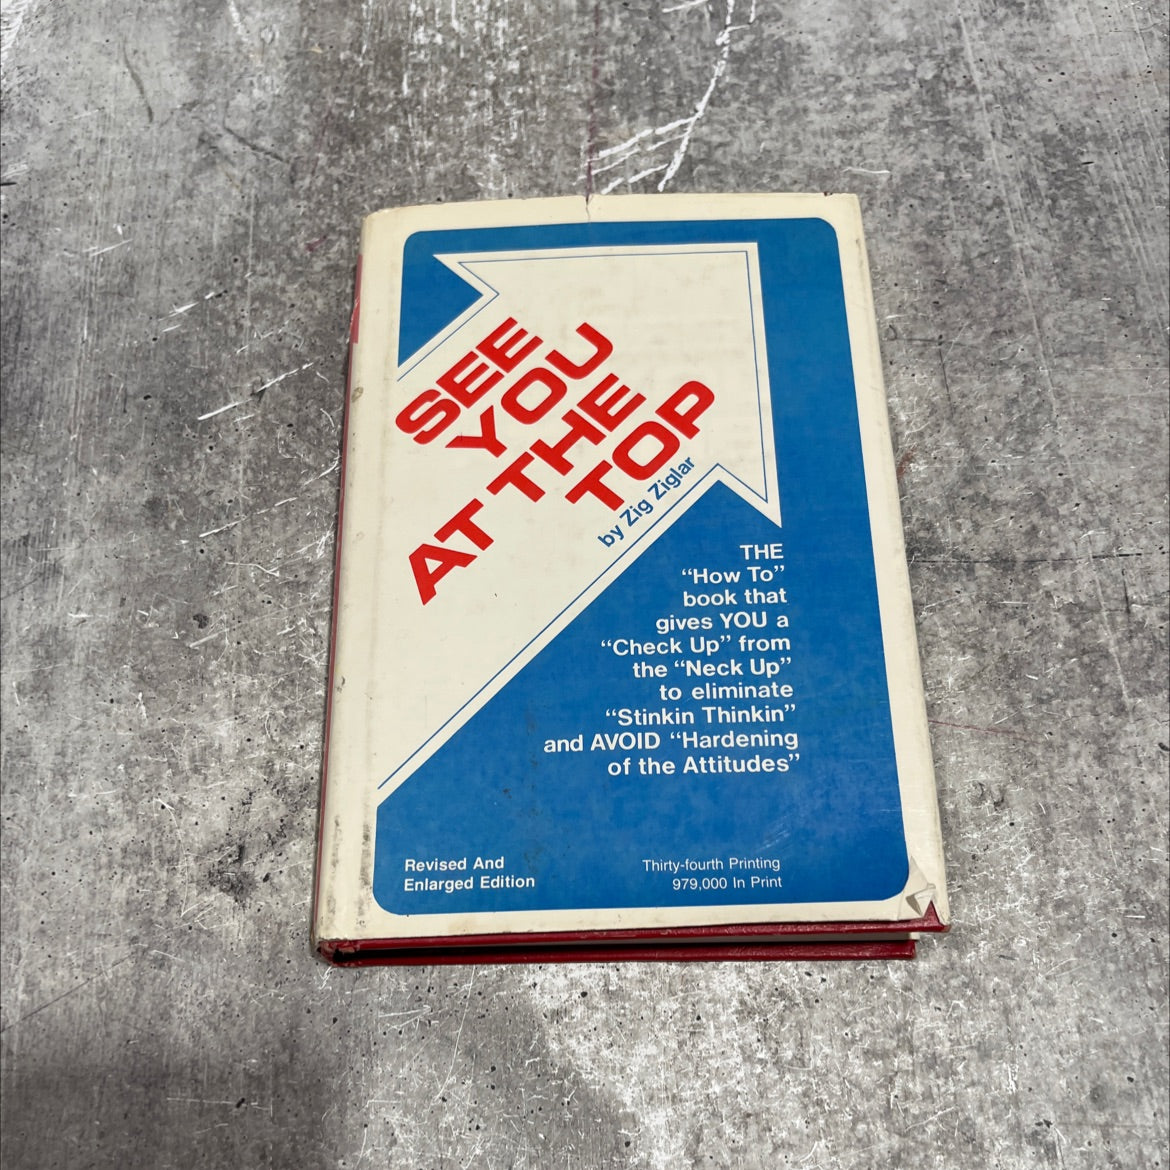 SEE
YOU
AT THE
TOP
by Zig Ziglar
THE
“How To”
book that
gives YOU a
“Check Up” from
the “Neck Up”
to eliminate
“Stinkin Thinkin”
and AVOID “Hardening
of the Attitudes”
Revised And
Enlarged Edition
Thirty-fourth Printing
979,000 In Print